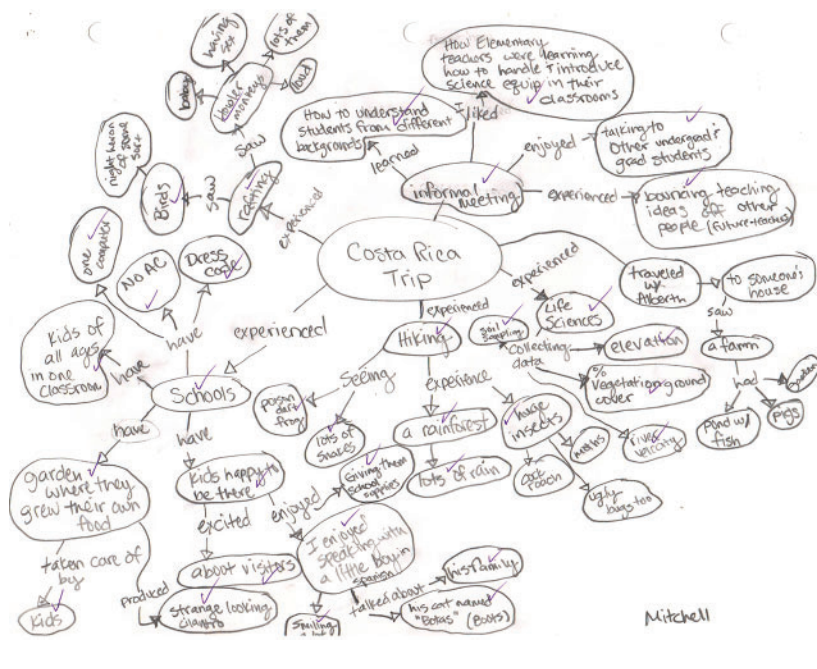 having
sex
lots of
them
babys
howler
monkeys
loud
How Elementary
teachers were learning
how to handle + introduce
science equip in their
classrooms
I
liked
How to understand
students from different
backgrounds
learned
informal
meeting
enjoyed
talking to
other undergrad &
grad students
experienced
bouncing teaching
ideas off other
people (future-teachers)
saw
rafting
saw
Birds
night heron
of some
sort
experienced
Costa Rica
Trip
one
computer
No AC
Dress
code
have
Kids of
all ages
in one
classroom
have
experienced
Schools
have
have
garden
where they
grew their own
food
taken care of
by
kids
produced
strange looking
cilantro
Kids happy to
be there
excited
about visitors
enjoyed
Giving them
school
supplies
I enjoyed
speaking with
a little boy in
spanish
Smiling
talked about
his family
his cat named
"Botas" (Boots)
experienced
Hiking
seeing
poison
dart
frog
lots of
snakes
experience
a rainforest
lots of rain
huge
insects
cock
roach
moths
ugly
bugs too
experienced
Life
Sciences
soil
sampling
collecting
data
elevation
%
vegetation/ground
cover
river
velocity
traveled
w/
Alberth
to someone's
house
saw
a farm
had
pond w/
fish
pigs
Mitchell